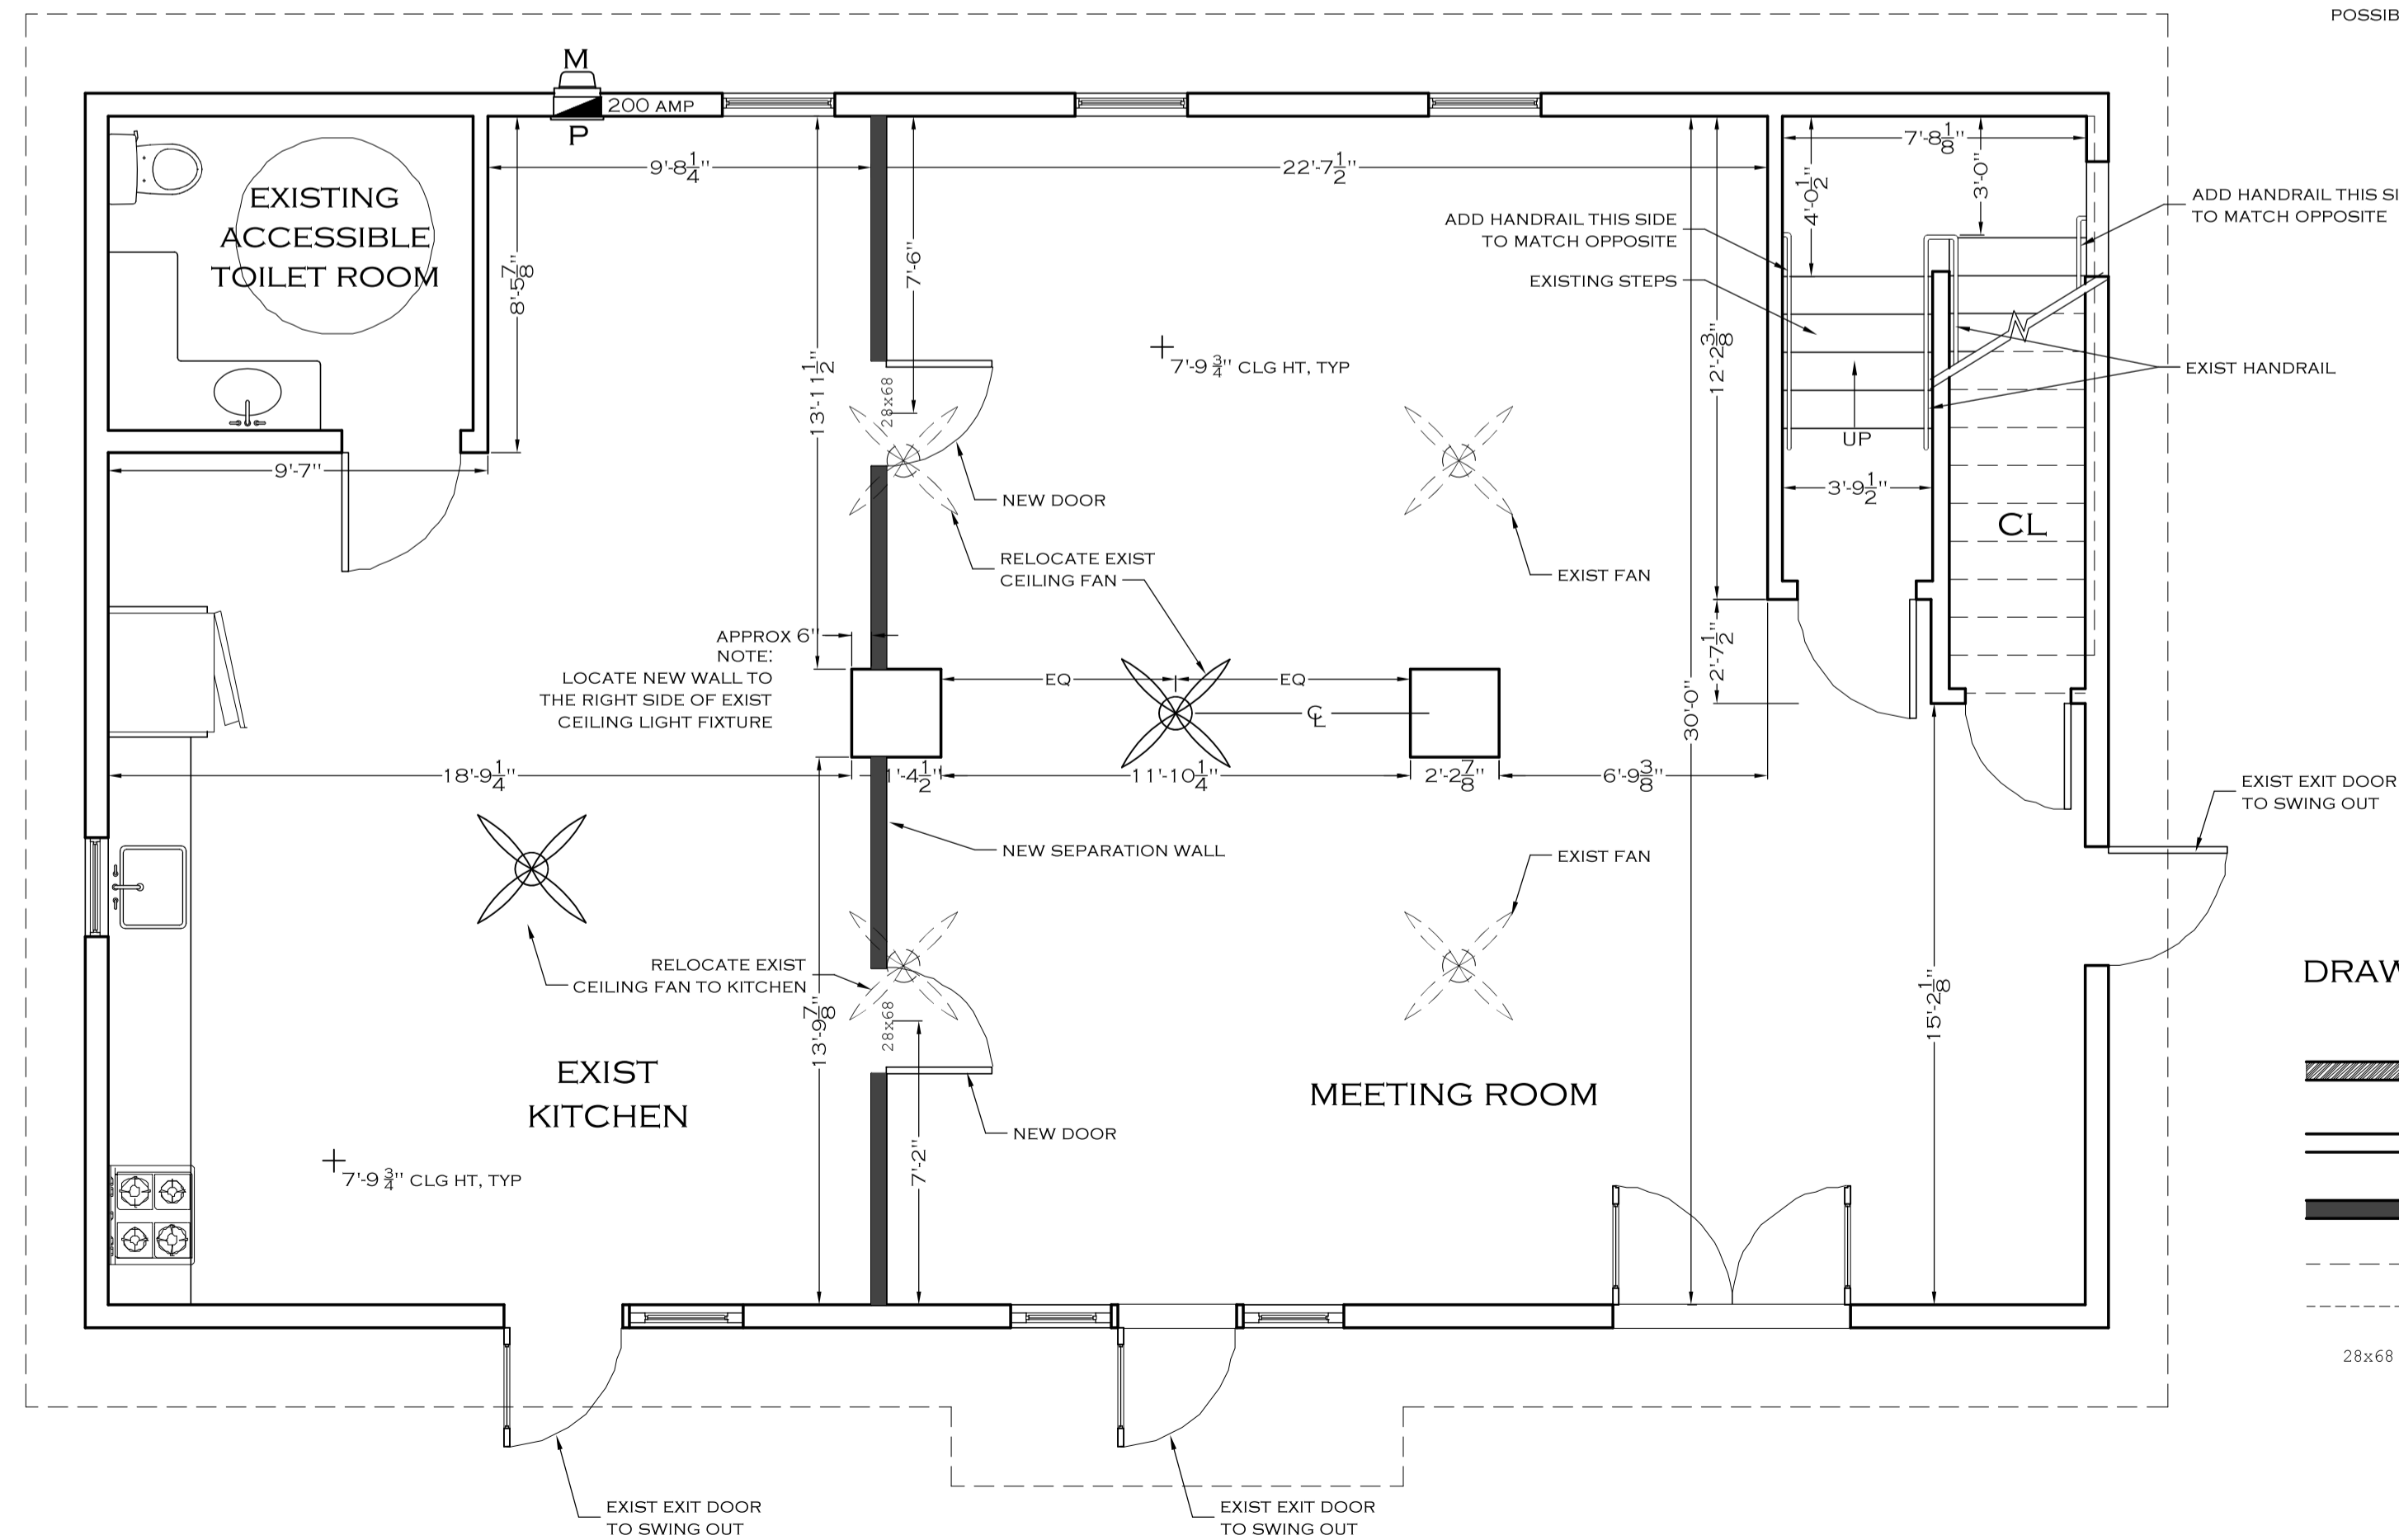 POSSIB
M
200 AMP
P
EXISTING
ACCESSIBLE
TOILET ROOM
8'-5 7/8"
9'-8 1/4"
22'-7 1/2"
7'-8 1/8"
4'-0 1/2"
3'-0"
ADD HANDRAIL THIS SI
TO MATCH OPPOSITE
ADD HANDRAIL THIS SIDE
TO MATCH OPPOSITE
EXISTING STEPS
7'-6"
13'-11 1/2"
12'-2 3/8"
7'-9 3/4" CLG HT, TYP
28x68
EXIST HANDRAIL
UP
9'-7"
3'-9 1/2"
NEW DOOR
CL
RELOCATE EXIST
CEILING FAN
EXIST FAN
APPROX 6"
NOTE:
LOCATE NEW WALL TO
THE RIGHT SIDE OF EXIST
CEILING LIGHT FIXTURE
2'-7 1/2"
EQ
EQ
CL
30'-0"
18'-9 1/4"
1'-4 1/2"
11'-10 1/4"
2'-2 7/8"
6'-9 3/8"
EXIST EXIT DOOR
TO SWING OUT
NEW SEPARATION WALL
EXIST FAN
RELOCATE EXIST
CEILING FAN TO KITCHEN
13'-9 7/8"
28x68
15'-2 1/8"
DRAW
EXIST
KITCHEN
MEETING ROOM
NEW DOOR
7'-2"
7'-9 3/4" CLG HT, TYP
28x68
EXIST EXIT DOOR
TO SWING OUT
EXIST EXIT DOOR
TO SWING OUT